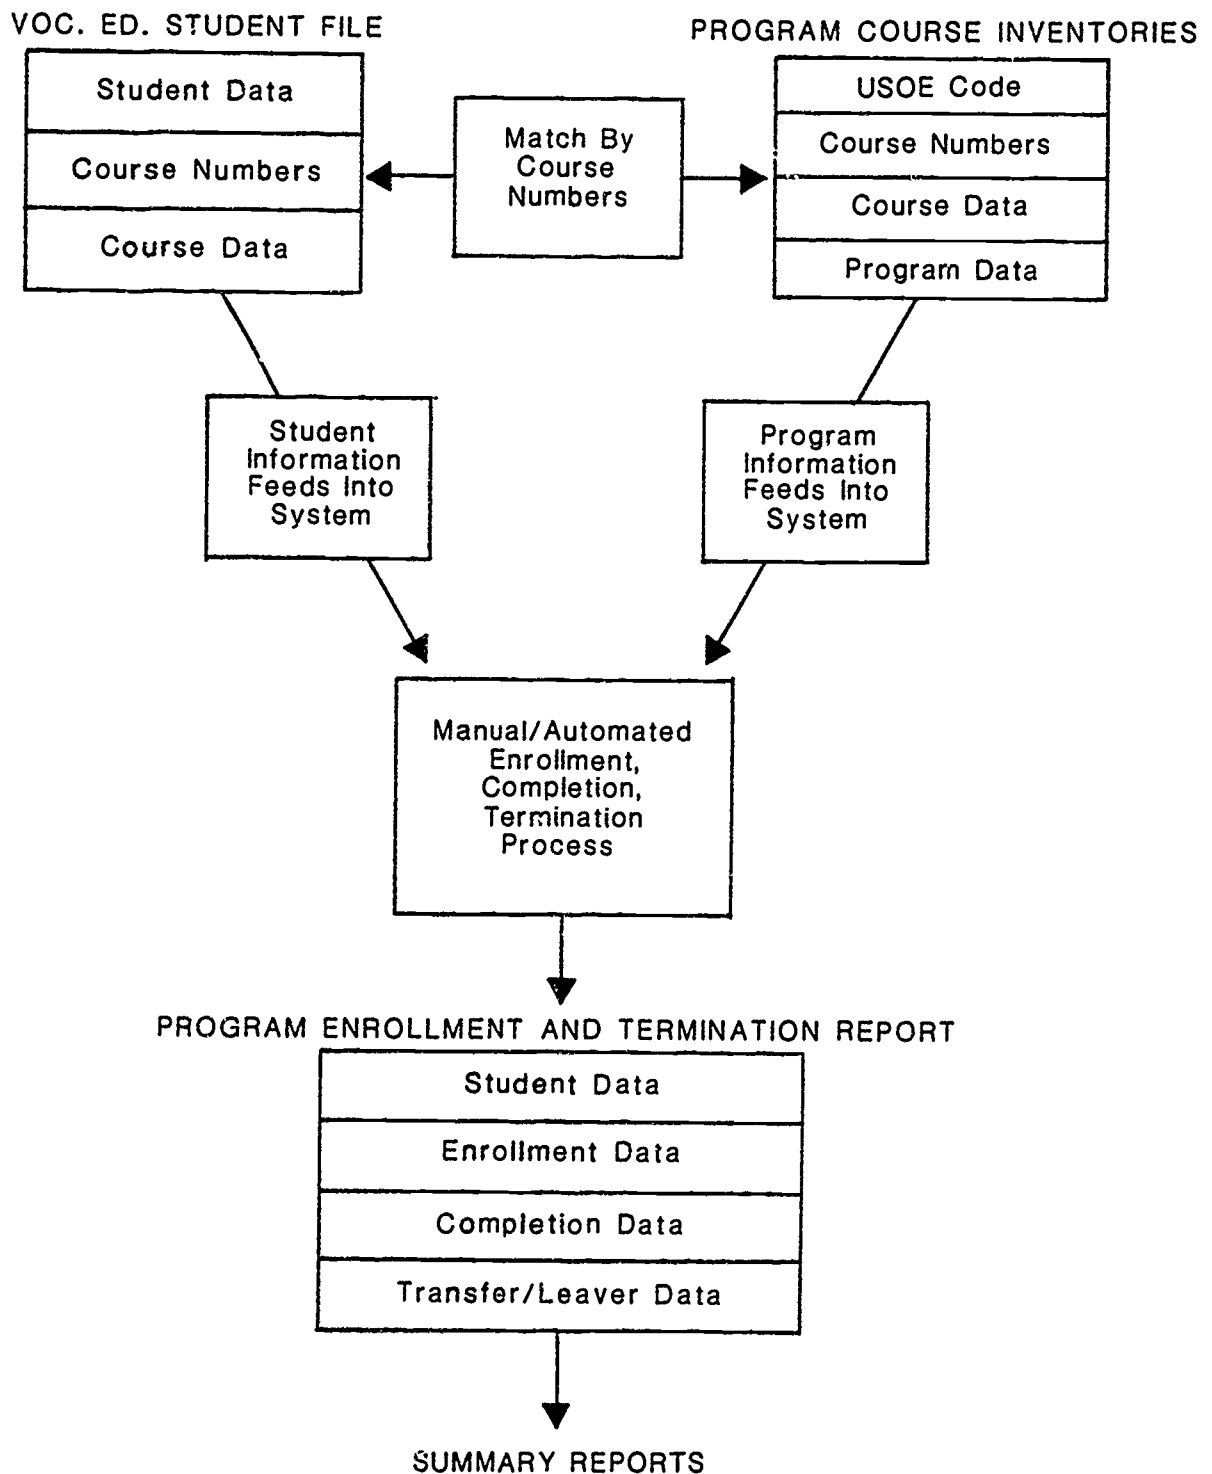 VOC. ED. STUDENT FILE
Student Data
Course Numbers
Course Data
Match By
Course
Numbers
PROGRAM COURSE INVENTORIES
USOE Code
Course Numbers
Course Data
Program Data
Student
Information
Feeds Into
System
Program
Information
Feeds Into
System
Manual/Automated
Enrollment,
Completion,
Termination
Process
PROGRAM ENROLLMENT AND TERMINATION REPORT
Student Data
Enrollment Data
Completion Data
Transfer/Leaver Data
SUMMARY REPORTS